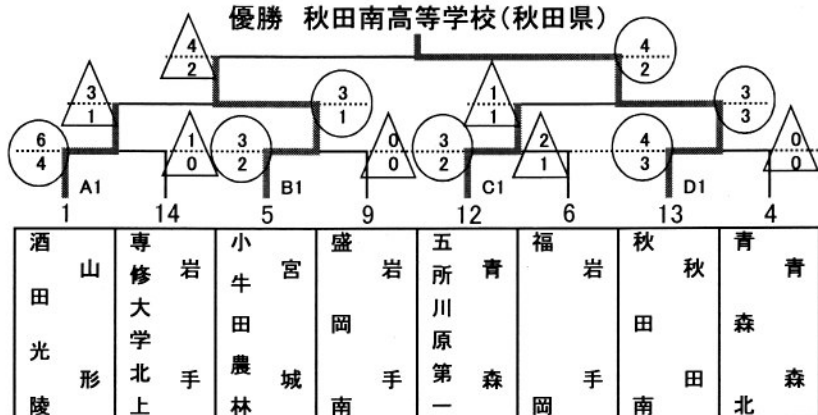 優勝 秋田南高等学校(秋田県)
4
2
4
2
3
1
3
1
1
1
3
3
6
4
1
0
3
2
0
0
3
2
2
1
4
3
0
0
A1
B1
C1
D1
1
14
5
9
12
6
13
4
酒田光陵
山形
専修大学北上
岩手
小牛田農林
宮城
盛岡南
岩手
五所川原第一
青森
福岡
岩手
秋田南
秋田
青森北
青森